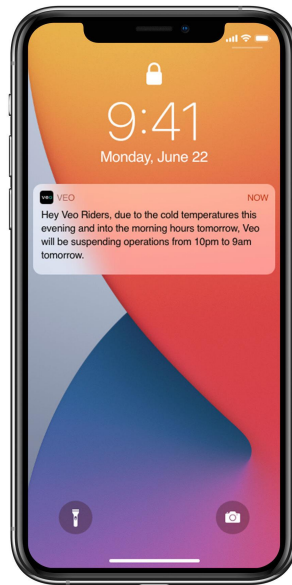 9:41
Monday, June 22
veo VEO NOW
Hey Veo Riders, due to the cold temperatures this
evening and into the morning hours tomorrow, Veo
will be suspending operations from 10pm to 9am
tomorrow.